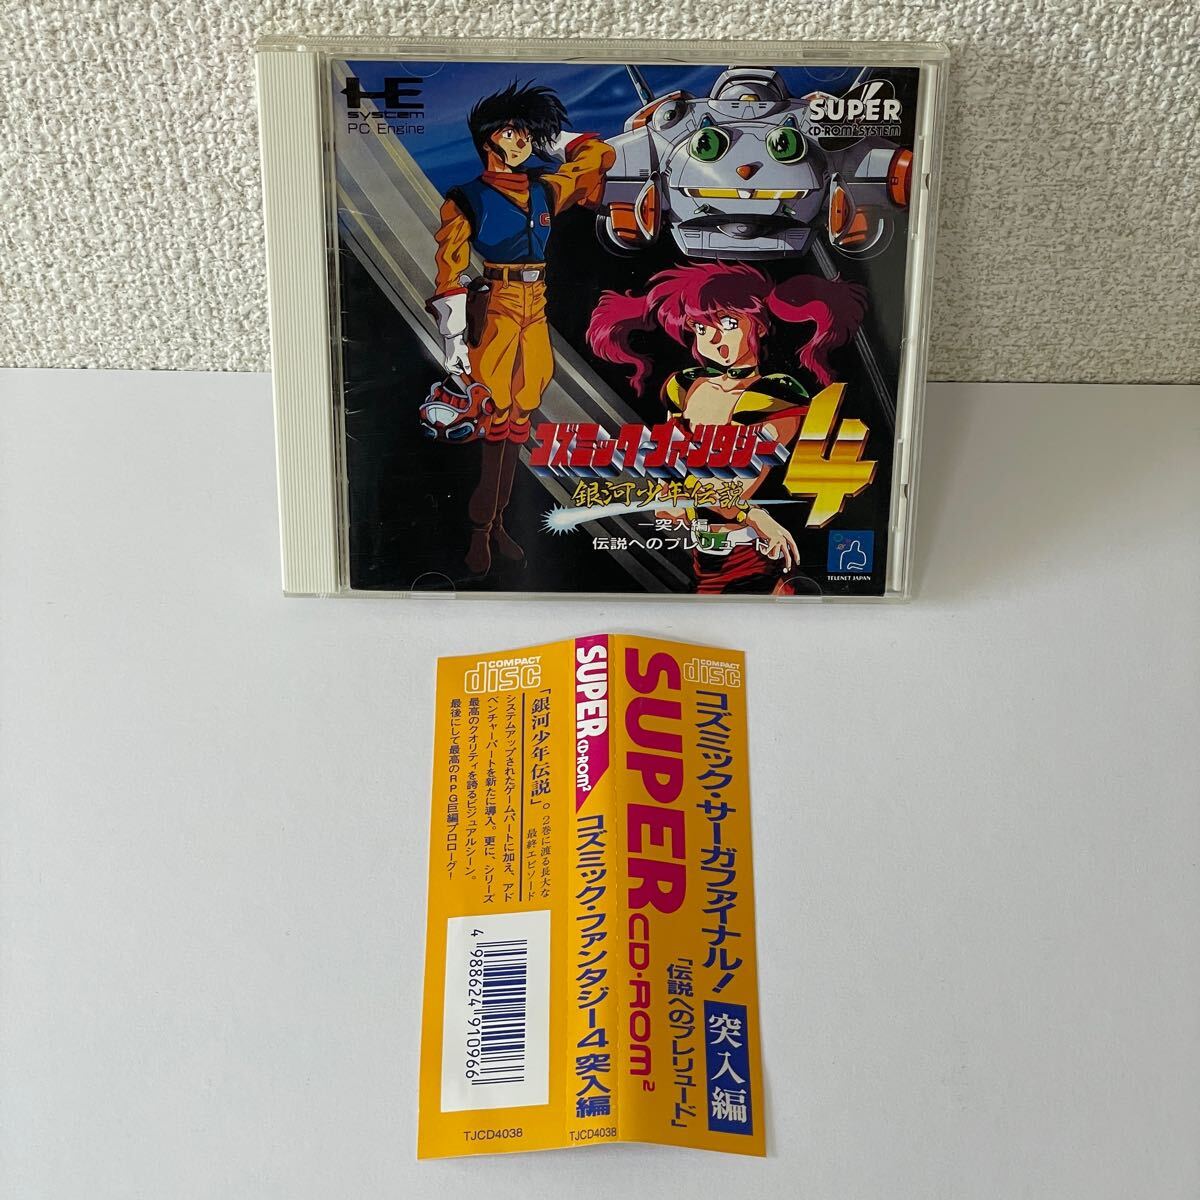 HE
system
PC Engine
SUPER
CD-ROM² SYSTEM
G
コズミック ファンタジー 4
銀河少年伝説
―突入編―
伝説へのプレリュード
TELENET JAPAN
COMPACT
disc
「銀河少年伝説」。2巻に渡る長大な
最終エピソード
システムアップされたゲームパートに加え、アド
ベンチャーパートを新たに導入。更に、シリーズ
最高のクオリティを誇るビジュアルシーン。
最後にして最高のRPG巨編プロローグ!
4 988624 910966
TJCD4038
SUPER CD-ROM²
コズミック・ファンタジー4 突入編
TJCD4038
COMPACT
disc
コズミック・サーガファイナル!
突入編
「伝説へのプレリュード」
SUPER CD-ROM²